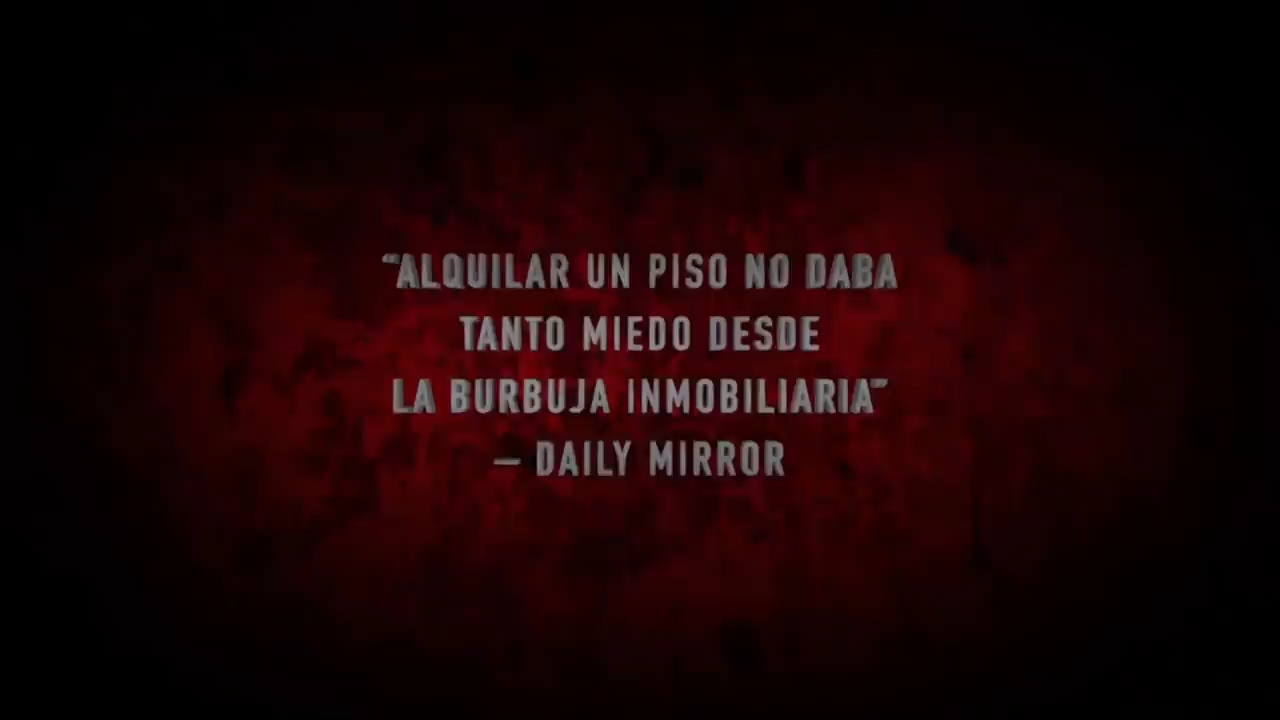 “ALQUILAR UN PISO NO DABA
TANTO MIEDO DESDE
LA BURBUJA INMOBILIARIA”
– DAILY MIRROR